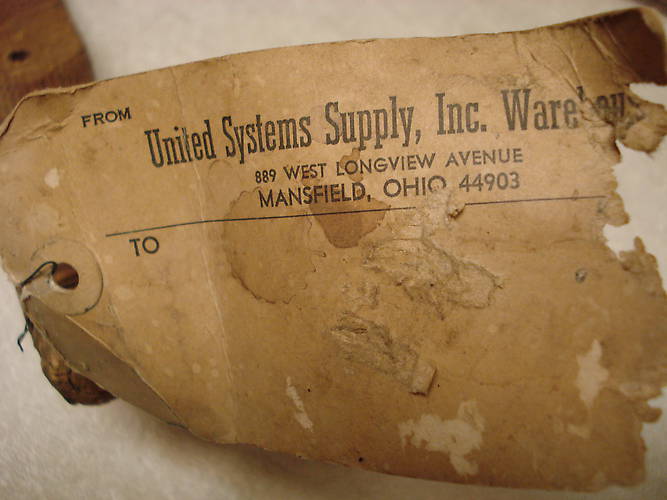 FROM
United Systems Supply, Inc.
889 WEST LONGVIEW AVENUE
MANSFIELD, OHIO 44903
TO